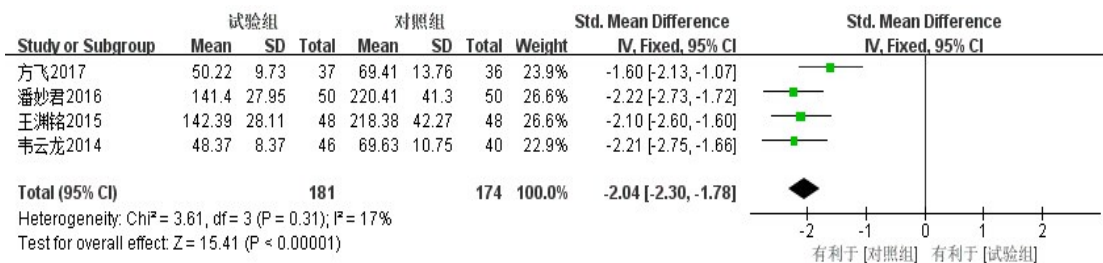 试验组 对照组 Std. Mean Difference Std. Mean Difference
Study or Subgroup Mean SD Total Mean SD Total Weight IV, Fixed, 95% CI IV, Fixed, 95% CI
方飞2017 50.22 9.73 37 69.41 13.76 36 23.9% -1.60 [-2.13, -1.07]
潘妙君2016 141.4 27.95 50 220.41 41.3 50 26.6% -2.22 [-2.73, -1.72]
王渊铭2015 142.39 28.11 48 218.38 42.27 48 26.6% -2.10 [-2.60, -1.60]
韦云龙2014 48.37 8.37 46 69.63 10.75 40 22.9% -2.21 [-2.75, -1.66]
Total (95% CI) 181 174 100.0% -2.04 [-2.30, -1.78]
Heterogeneity: Chi² = 3.61, df = 3 (P = 0.31); I² = 17%
Test for overall effect: Z = 15.41 (P < 0.00001)
-2 -1 0 1 2
有利于 [对照组] 有利于 [试验组]